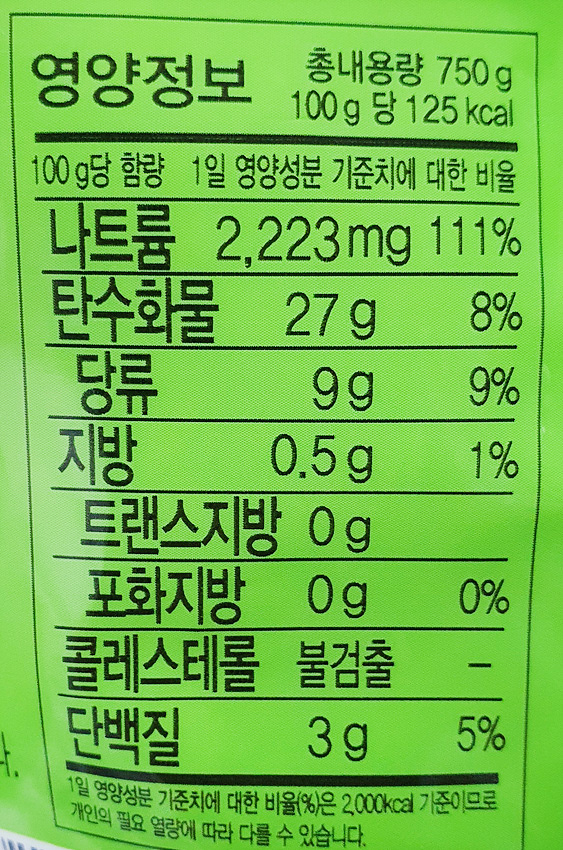 영양정보 총내용량 750 g
100 g 당 125 kcal
100 g당 함량 1일 영양성분 기준치에 대한 비율
나트륨 2,223 mg 111%
탄수화물 27 g 8%
당류 9 g 9%
지방 0.5 g 1%
트랜스지방 0 g
포화지방 0 g 0%
콜레스테롤 불검출 –
단백질 3 g 5%
1일 영양성분 기준치에 대한 비율(%)은 2,000kcal 기준이므로
개인의 필요 열량에 따라 다를 수 있습니다.